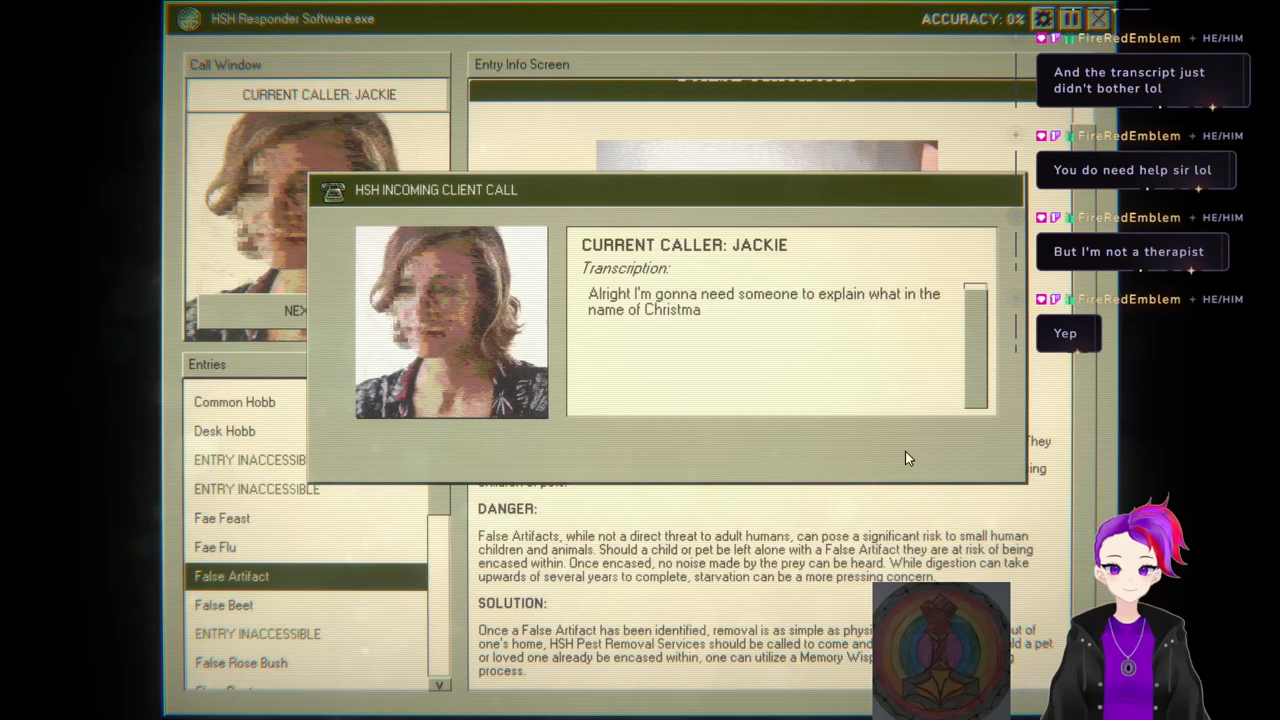 HSH Responder Software.exe
ACCURACY: 0%
Call Window
CURRENT CALLER: JACKIE
NEX
Entries
Common Hobb
Desk Hobb
ENTRY INACCESSIB
ENTRY INACCESSIBLE
Fae Feast
Fae Flu
False Artifact
False Beet
ENTRY INACCESSIBLE
False Rose Bush
V
Entry Info Screen
HSH INCOMING CLIENT CALL
CURRENT CALLER: JACKIE
Transcription:
Alright I'm gonna need someone to explain what in the
name of Christma
They
ing
DANGER:
False Artifacts, while not a direct threat to adult humans, can pose a significant risk to small human
children and animals. Should a child or pet be left alone with a False Artifact they are at risk of being
encased within. Once encased, no noise made by the prey can be heard. While digestion can take
upwards of several years to complete, starvation can be a more pressing concern.
SOLUTION:
Once a False Artifact has been identified, removal is as simple as physi out of
one's home, HSH Pest Removal Services should be called to come and ld a pet
or loved one already be encased within, one can utilize a Memory Wisp ng
process.
FireRedEmblem + HE/HIM
And the transcript just
didn't bother lol
FireRedEmblem + HE/HIM
You do need help sir lol
FireRedEmblem + HE/HIM
But I'm not a therapist
FireRedEmblem + HE/HIM
Yep